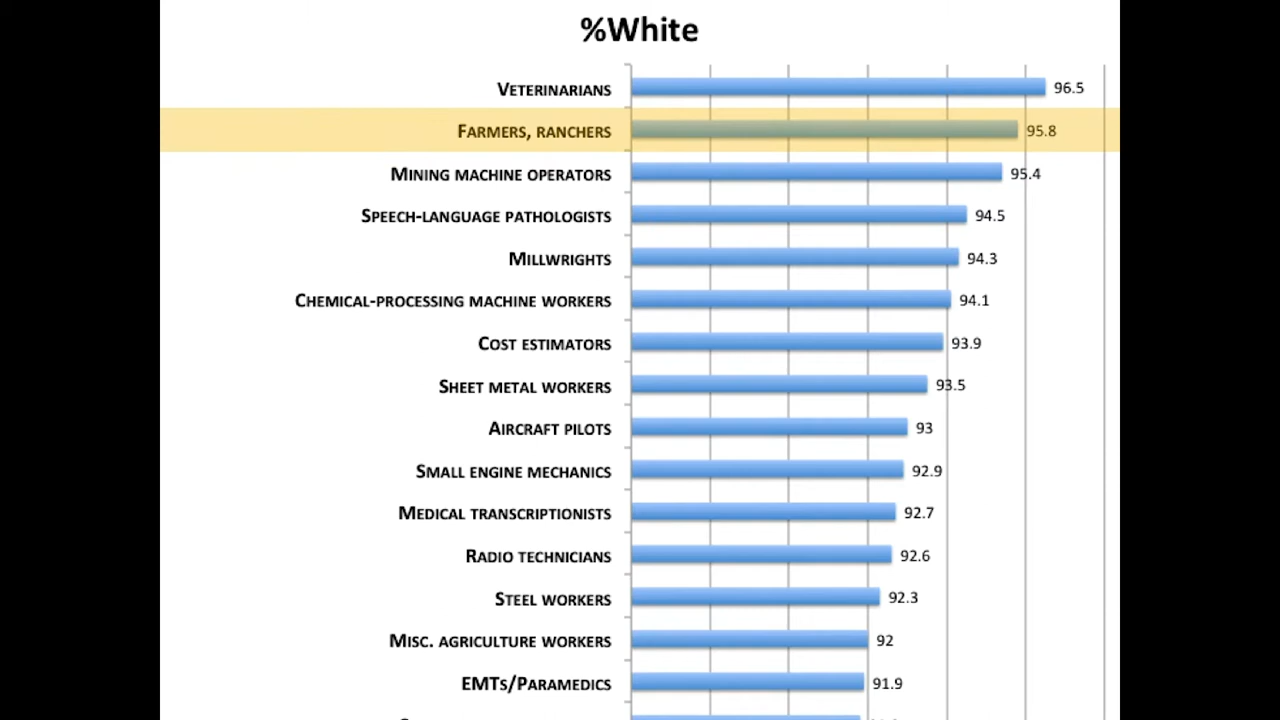 %White
Veterinarians 96.5
Farmers, ranchers 95.8
Mining machine operators 95.4
Speech-language pathologists 94.5
Millwrights 94.3
Chemical-processing machine workers 94.1
Cost estimators 93.9
Sheet metal workers 93.5
Aircraft pilots 93
Small engine mechanics 92.9
Medical transcriptionists 92.7
Radio technicians 92.6
Steel workers 92.3
Misc. agriculture workers 92
EMTs/Paramedics 91.9